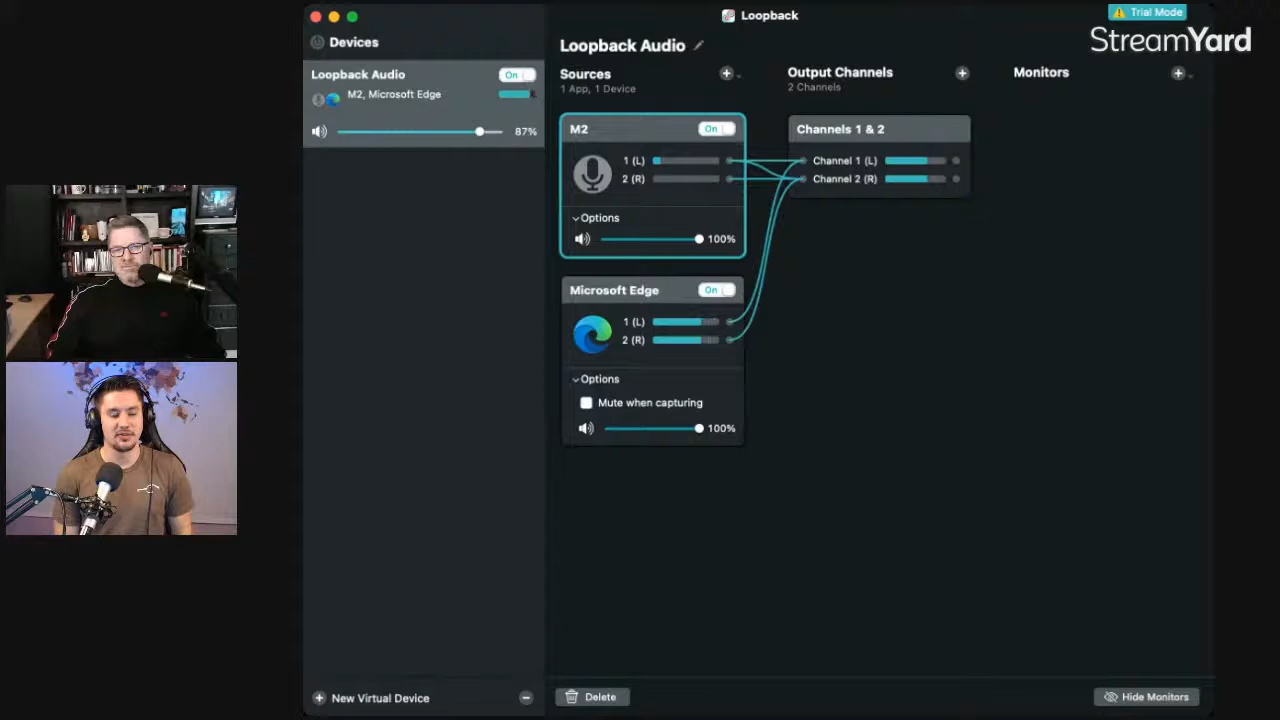 Loopback
Trial Mode
StreamYard
Devices
Loopback Audio
On
M2, Microsoft Edge
87%
New Virtual Device
Loopback Audio
Sources
1 App, 1 Device
Output Channels
2 Channels
Monitors
M2
On
1 (L)
2 (R)
Options
100%
Channels 1 & 2
Channel 1 (L)
Channel 2 (R)
Microsoft Edge
On
1 (L)
2 (R)
Options
Mute when capturing
100%
Delete
Hide Monitors